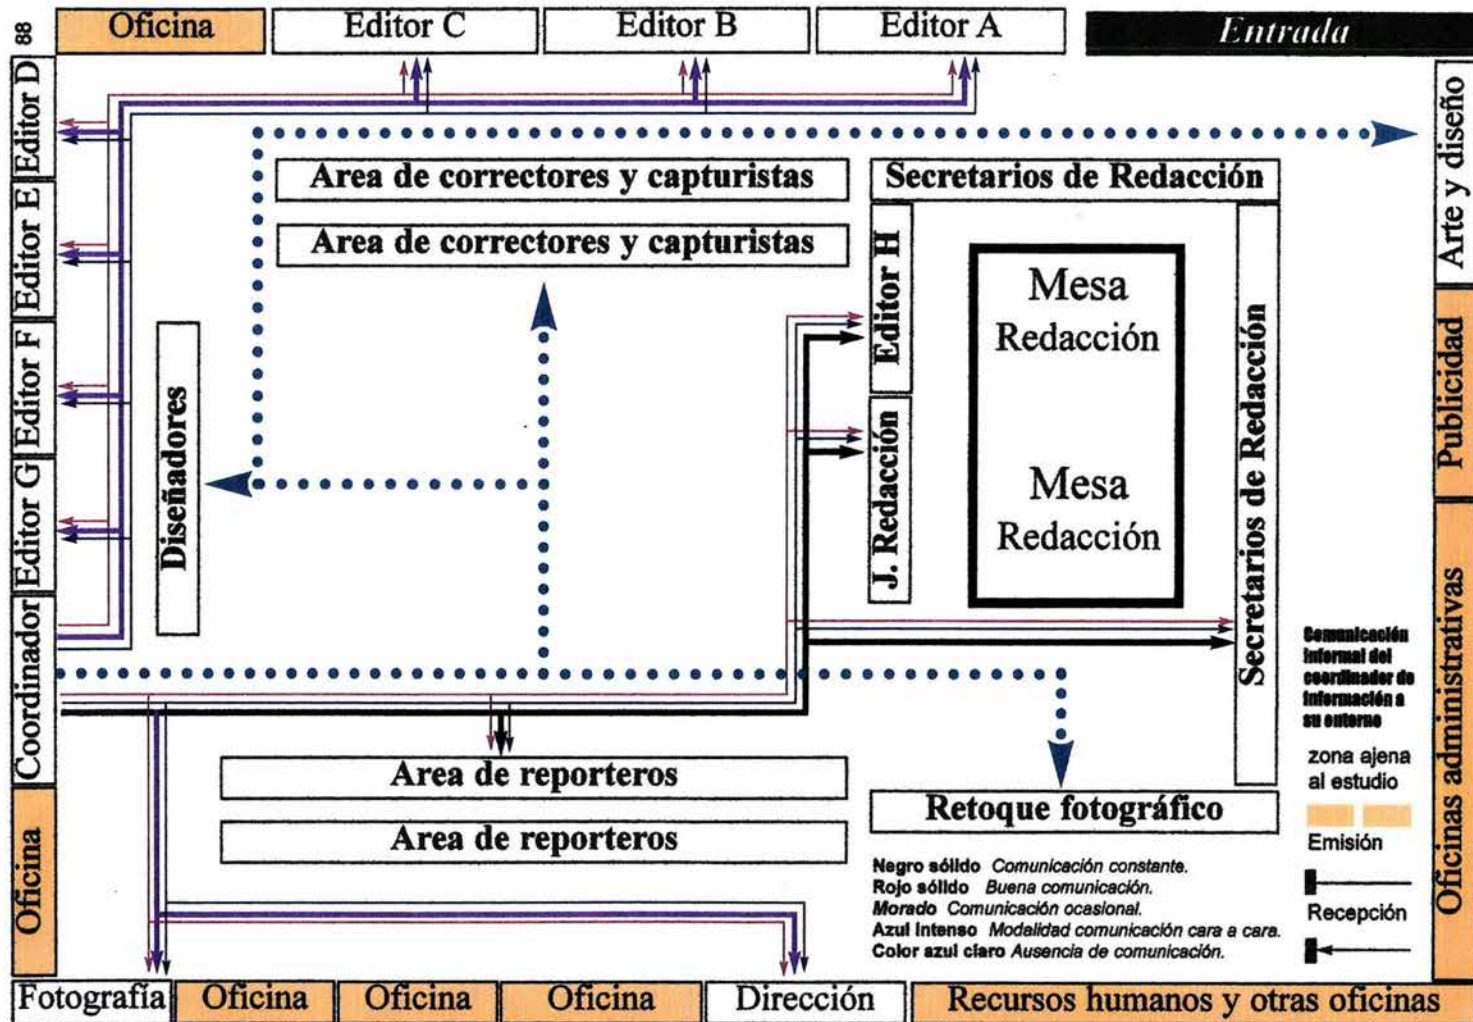 88
Oficina
Editor C
Editor B
Editor A
Entrada
Editor D
Editor E
Editor F
Editor G
Coordinador
Oficina
Area de correctores y capturistas
Area de correctores y capturistas
Secretarios de Redacción
Editor H
J. Redacción
Mesa
Redacción
Mesa
Redacción
Secretarios de Redacción
Diseñadores
Arte y diseño
Publicidad
Oficinas administrativas
Area de reporteros
Area de reporteros
Retoque fotográfico
Comunicación
informal del
coordinador de
información a
su entorno
zona ajena
al estudio
Emisión
Recepción
Negro sólido Comunicación constante.
Rojo sólido Buena comunicación.
Morado Comunicación ocasional.
Azul Intenso Modalidad comunicación cara a cara.
Color azul claro Ausencia de comunicación.
Fotografía
Oficina
Oficina
Oficina
Dirección
Recursos humanos y otras oficinas